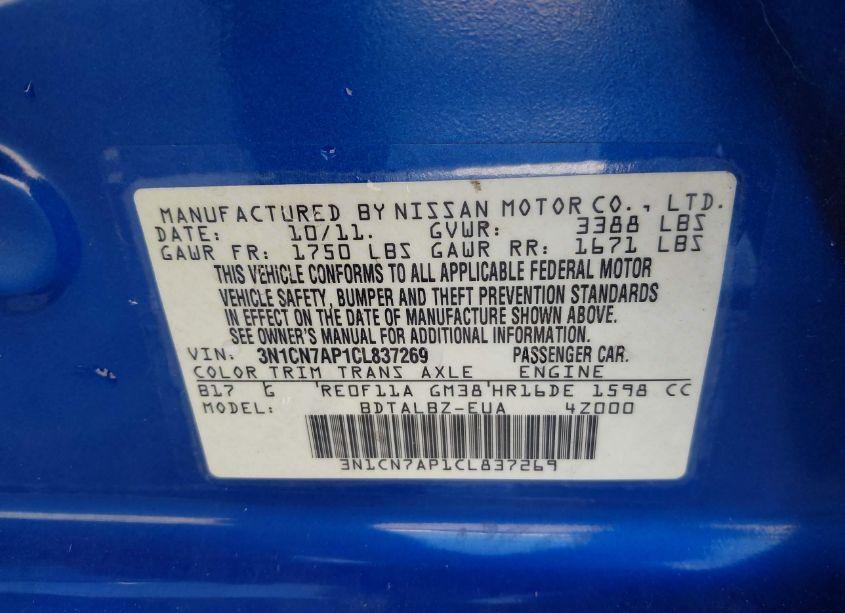 MANUFACTURED BY NISSAN MOTOR CO., LTD.
DATE: 10/11. GVWR: 3388 LBS
GAWR FR: 1750 LBS GAWR RR: 1671 LBS
THIS VEHICLE CONFORMS TO ALL APPLICABLE FEDERAL MOTOR
VEHICLE SAFETY, BUMPER AND THEFT PREVENTION STANDARDS
IN EFFECT ON THE DATE OF MANUFACTURE SHOWN ABOVE.
SEE OWNER'S MANUAL FOR ADDITIONAL INFORMATION.
VIN: 3N1CN7AP1CL837269 PASSENGER CAR.
COLOR TRIM TRANS AXLE ENGINE
B17 G RE0F11A GM38 HR16DE 1598 CC
MODEL: BDTALBZ-EUA 4Z000
3N1CN7AP1CL837269